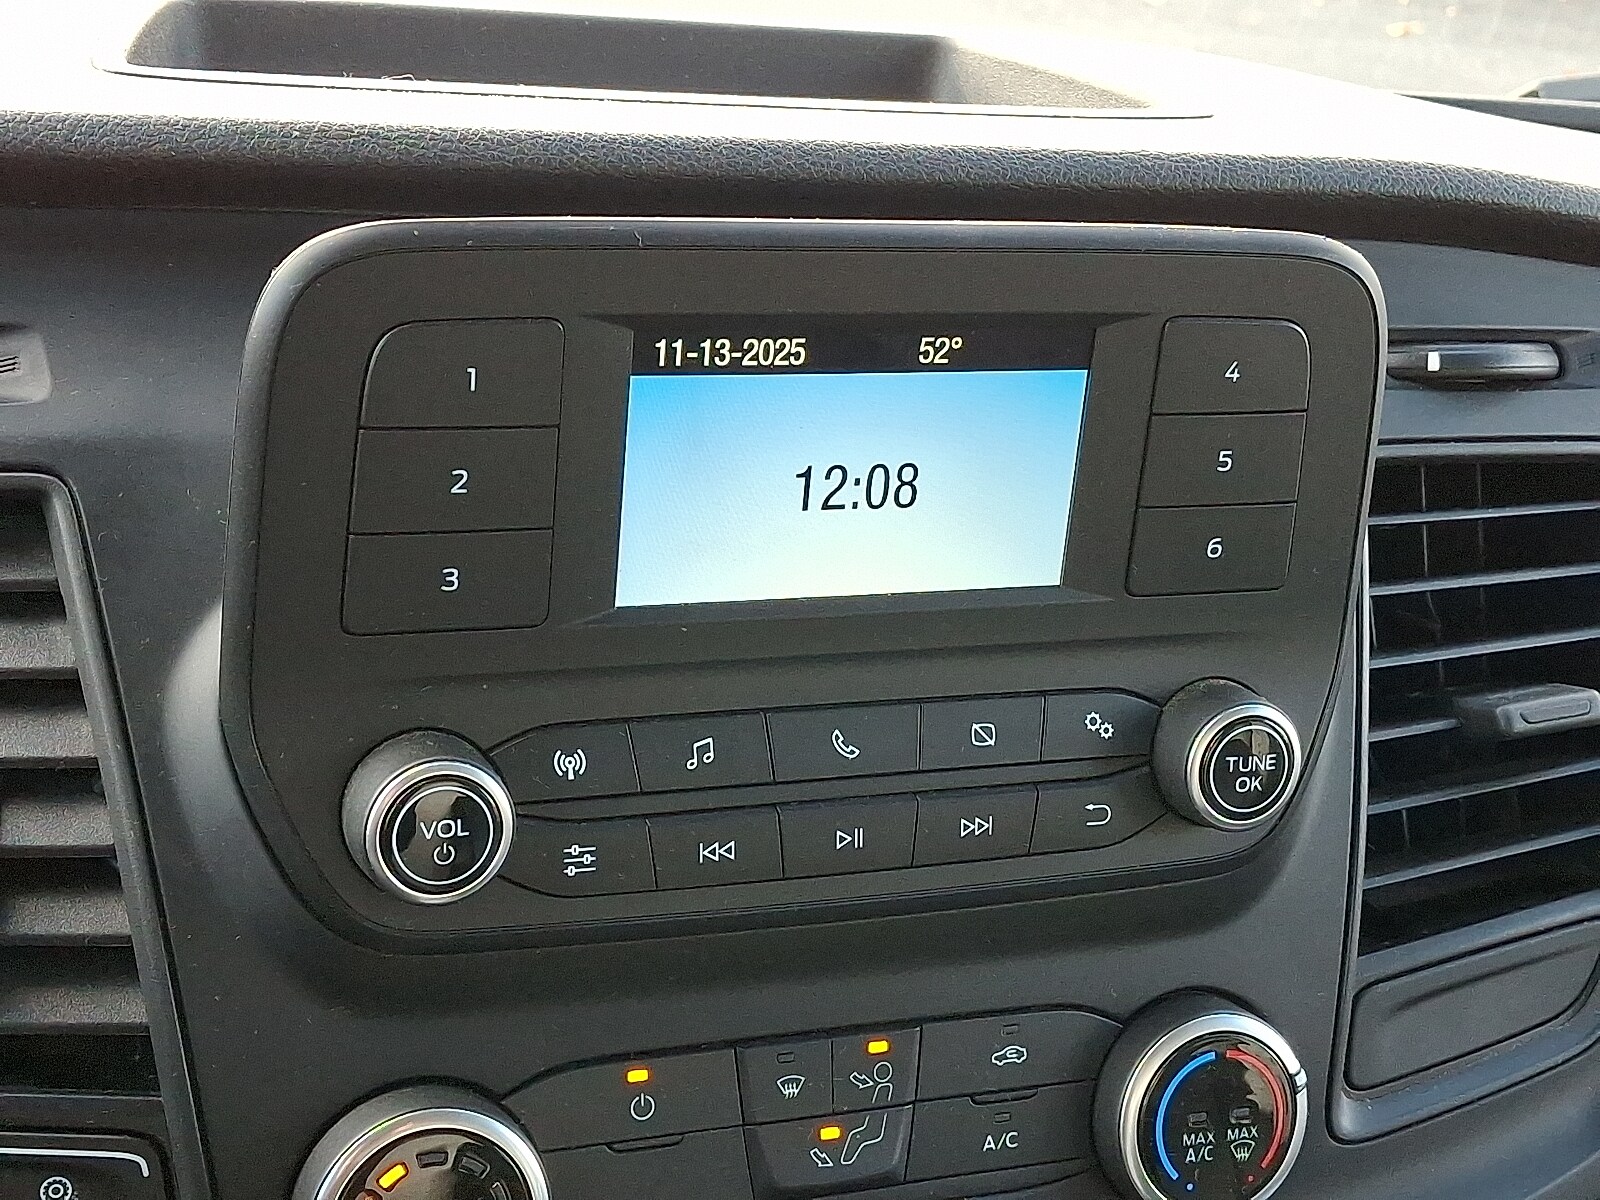 11-13-2025 52°
12:08
1
2
3
4
5
6
VOL
TUNE
OK
A/C
MAX
A/C
MAX